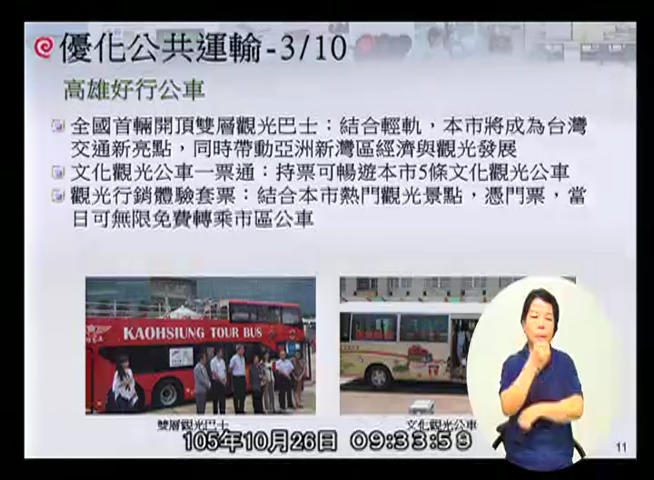 優化公共運輸-3/10
高雄好行公車
全國首輛開頂雙層觀光巴士：結合輕軌，本市將成為台灣
交通新亮點，同時帶動亞洲新灣區經濟與觀光發展
文化觀光公車一票通：持票可暢遊本市5條文化觀光公車
觀光行銷體驗套票：結合本市熱門觀光景點，憑門票，當
日可無限免費轉乘市區公車
KAOHSIUNG TOUR BUS
雙層觀光巴士
文化觀光公車
105年10月26日 09:33:59
11